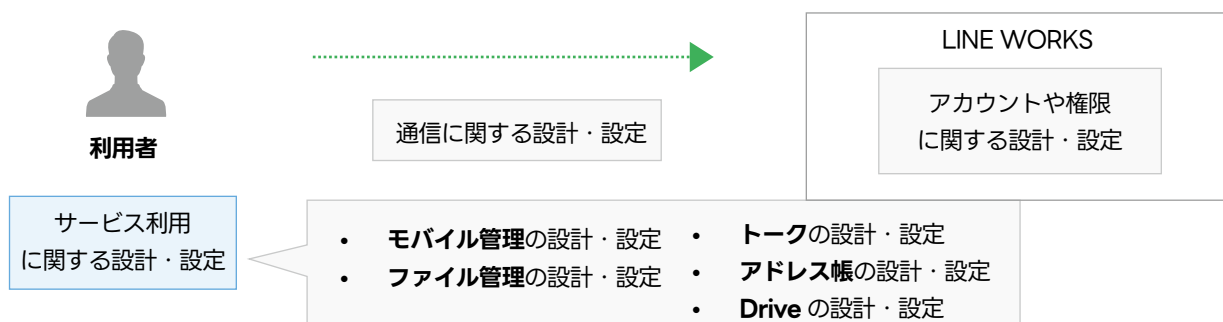 LINE WORKS
アカウントや権限
に関する設計・設定
通信に関する設計・設定
利用者
サービス利用
に関する設計・設定
• モバイル管理の設計・設定
• ファイル管理の設計・設定
• トークの設計・設定
• アドレス帳の設計・設定
• Drive の設計・設定